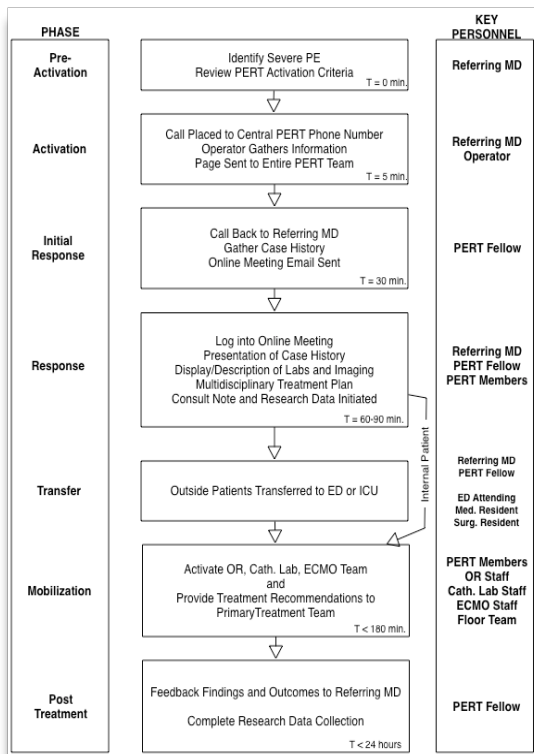 PHASE
KEY
PERSONNEL
Pre-
Activation
Identify Severe PE
Review PERT Activation Criteria
T = 0 min.
Referring MD
Activation
Call Placed to Central PERT Phone Number
Operator Gathers Information
Page Sent to Entire PERT Team
T = 5 min.
Referring MD
Operator
Initial
Response
Call Back to Referring MD
Gather Case History
Online Meeting Email Sent
T = 30 min.
PERT Fellow
Response
Log into Online Meeting
Presentation of Case History
Display/Description of Labs and Imaging
Multidisciplinary Treatment Plan
Consult Note and Research Data Initiated
T = 60-90 min.
Referring MD
PERT Fellow
PERT Members
Internal Patient
Transfer
Outside Patients Transferred to ED or ICU
Referring MD
PERT Fellow
ED Attending
Med. Resident
Surg. Resident
Mobilization
Activate OR, Cath. Lab, ECMO Team
and
Provide Treatment Recommendations to
PrimaryTreatment Team
T < 180 min.
PERT Members
OR Staff
Cath. Lab Staff
ECMO Staff
Floor Team
Post
Treatment
Feedback Findings and Outcomes to Referring MD
Complete Research Data Collection
T < 24 hours
PERT Fellow